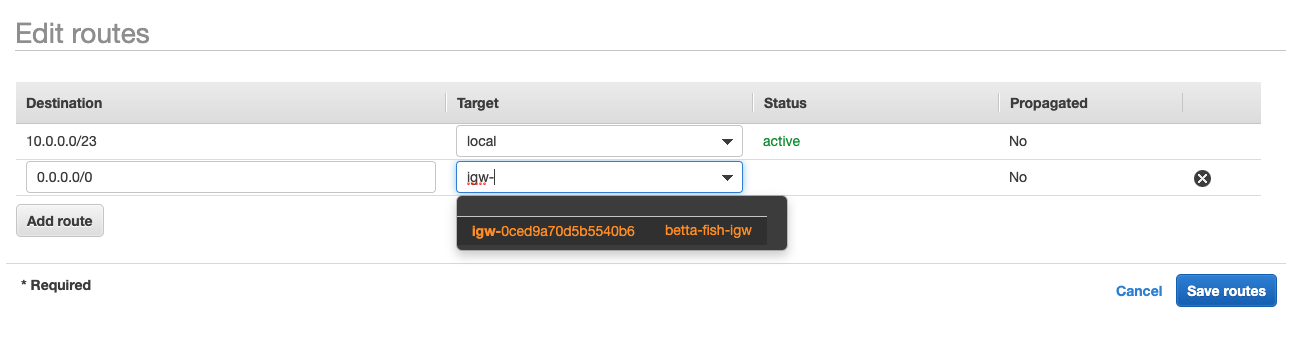 Edit routes
Destination Target Status Propagated
10.0.0.0/23 local active No
0.0.0.0/0 igw- No
Add route igw-0ced9a70d5b5540b6 betta-fish-igw
* Required
Cancel Save routes